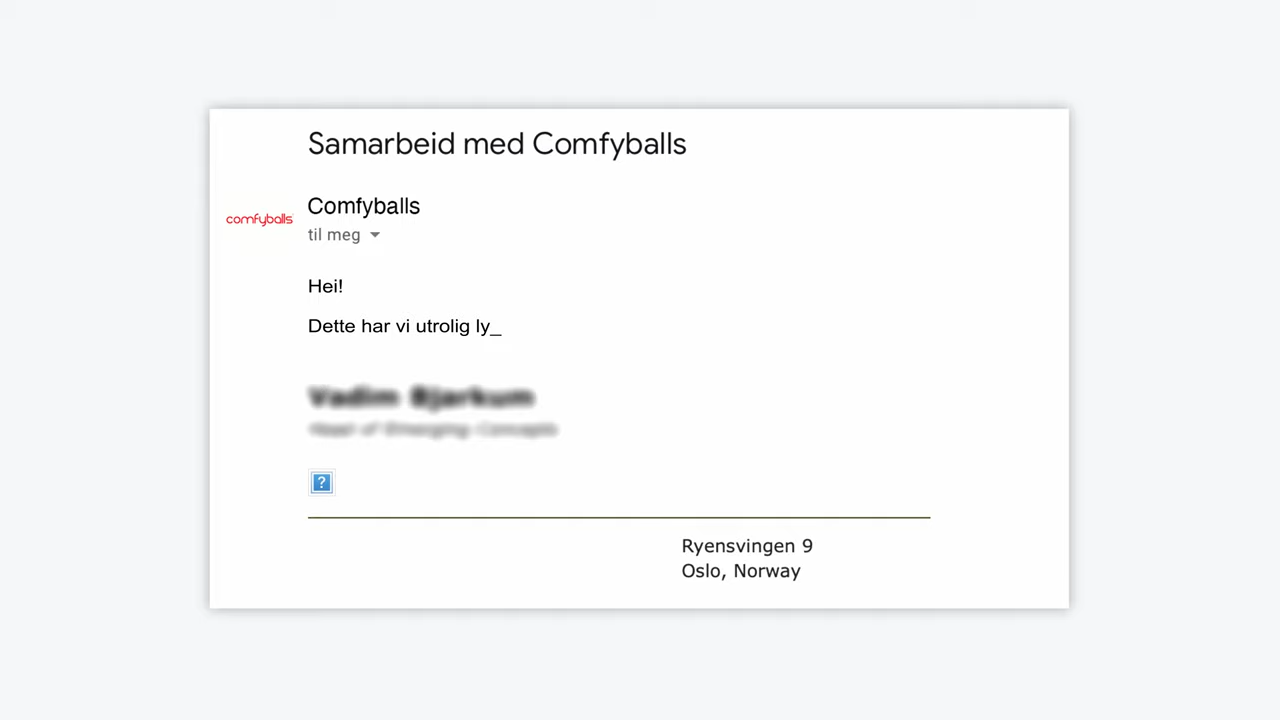 Samarbeid med Comfyballs
comfyballs
Comfyballs
til meg
Hei!
Dette har vi utrolig ly_
?
Ryensvingen 9
Oslo, Norway